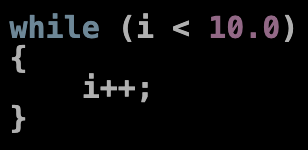 while (i < 10.0)
{
    i++;
}